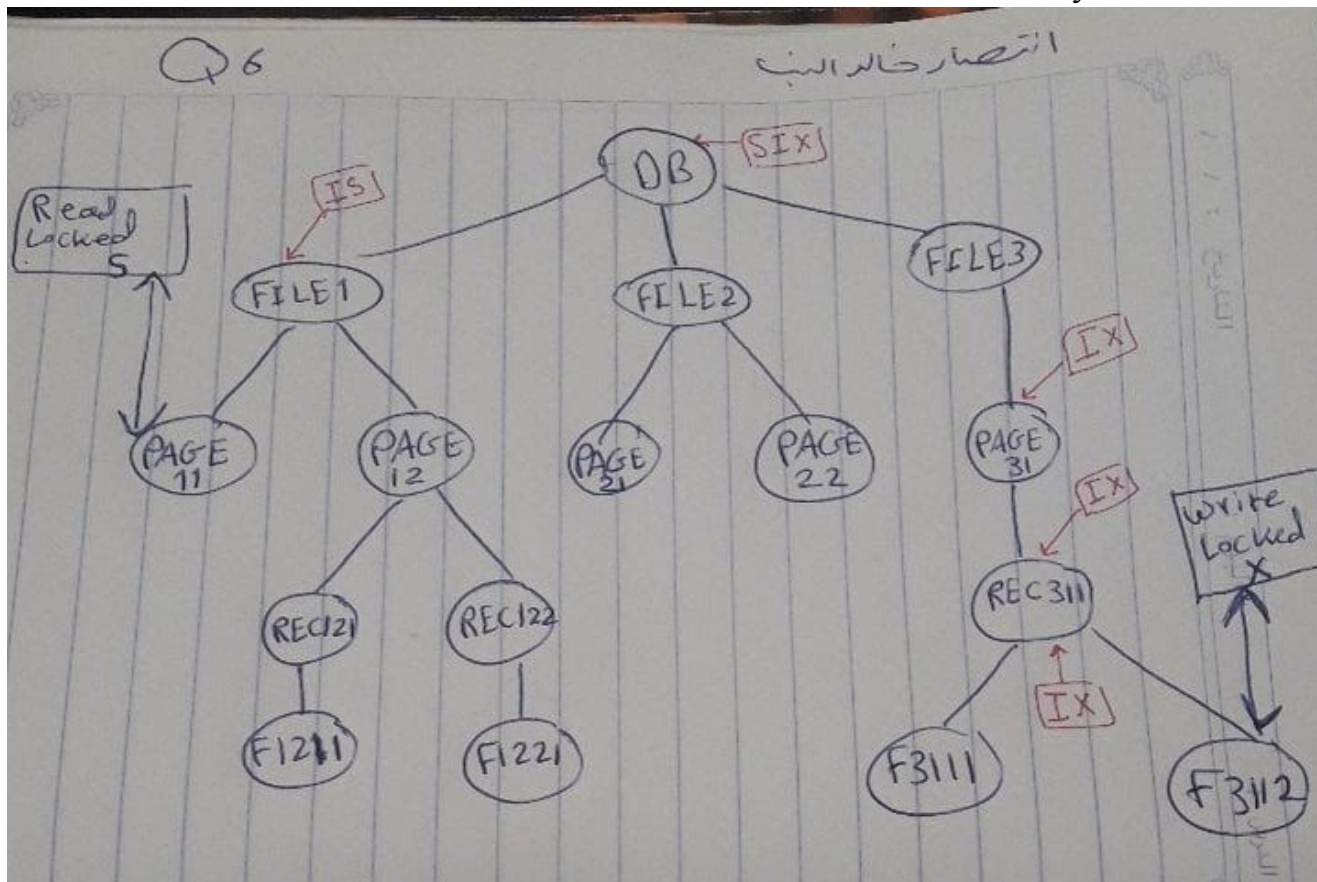 Q6
انتصار خالد
DB
SIX
IS
Read
Locked
S
FILE1
FILE2
FILE3
IX
PAGE
11
PAGE
12
PAGE
21
PAGE
22
PAGE
31
IX
Write
Locked
X
REC121
REC122
REC311
IX
F1211
F1221
F3111
F3112
التاريخ : / /